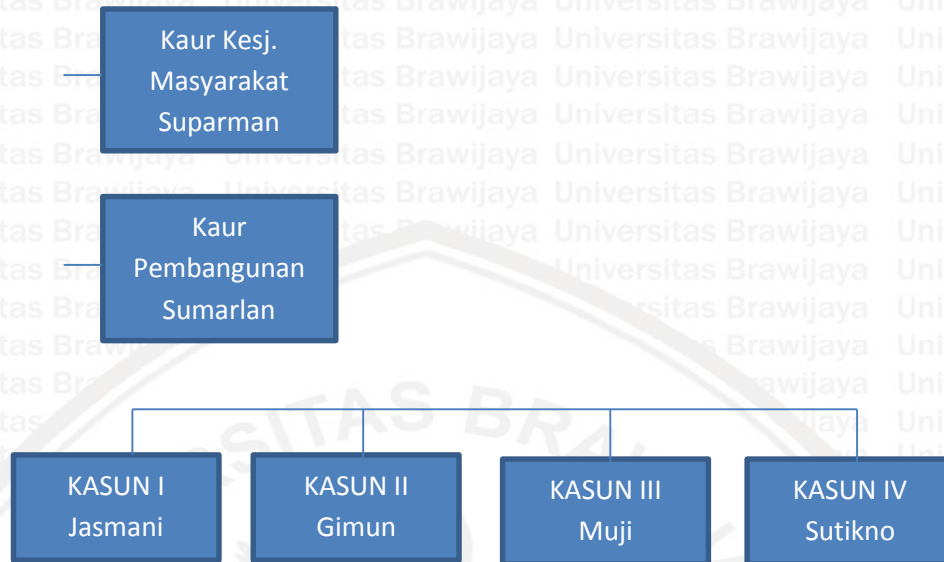 Kaur Kesj.
Masyarakat
Suparman
Kaur
Pembangunan
Sumarlan
KASUN I
Jasmani
KASUN II
Gimun
KASUN III
Muji
KASUN IV
Sutikno